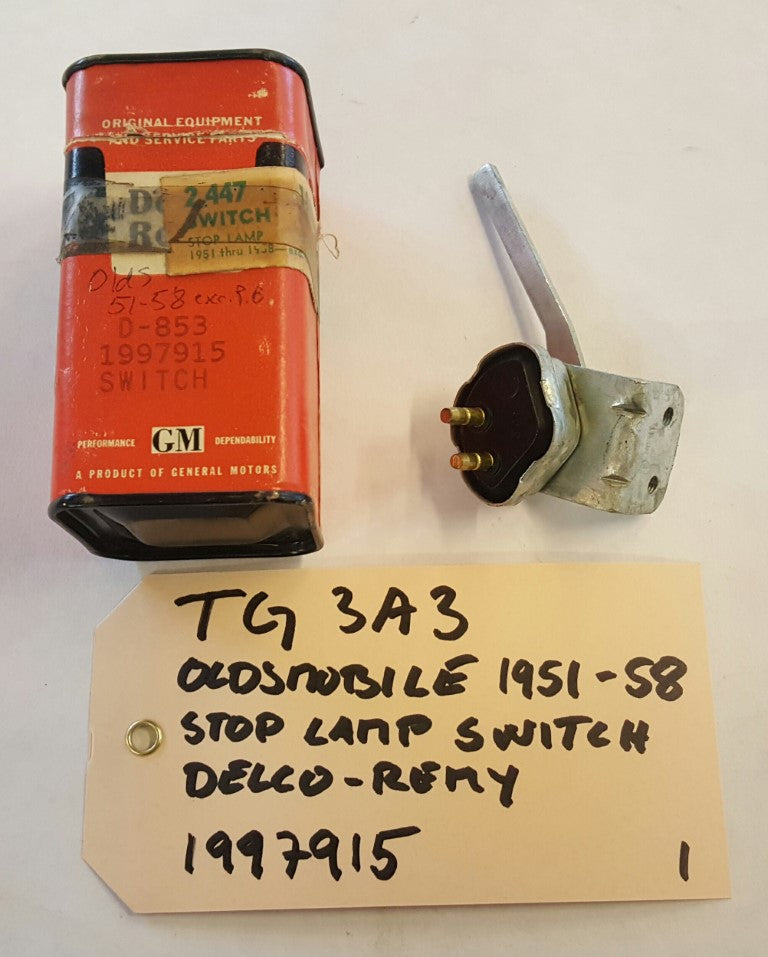 ORIGINAL EQUIPMENT
AND SERVICE PARTS
De
Re
2.447
SWITCH
STOP LAMP
1951 thru 1958
Olds
51-58 exc. P.B
D-853
1997915
SWITCH
PERFORMANCE GM DEPENDABILITY
A PRODUCT OF GENERAL MOTORS
TG 3A3
OLDSMOBILE 1951-58
STOP LAMP SWITCH
DELCO-REMY
1997915 1